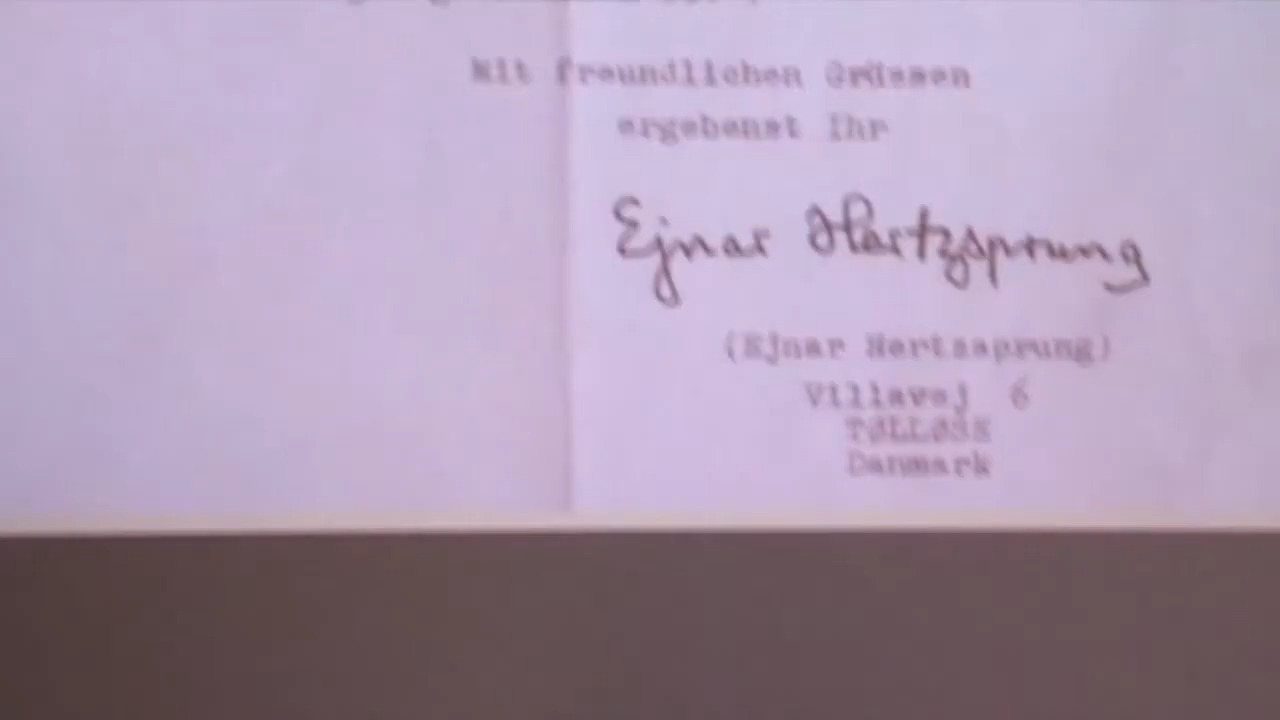 Mit freundlichen Grüssen
ergebenst Ihr
Ejnar Hertzsprung
(Ejnar Hertzsprung)
Villavej 6
TØLLØSE
Danmark